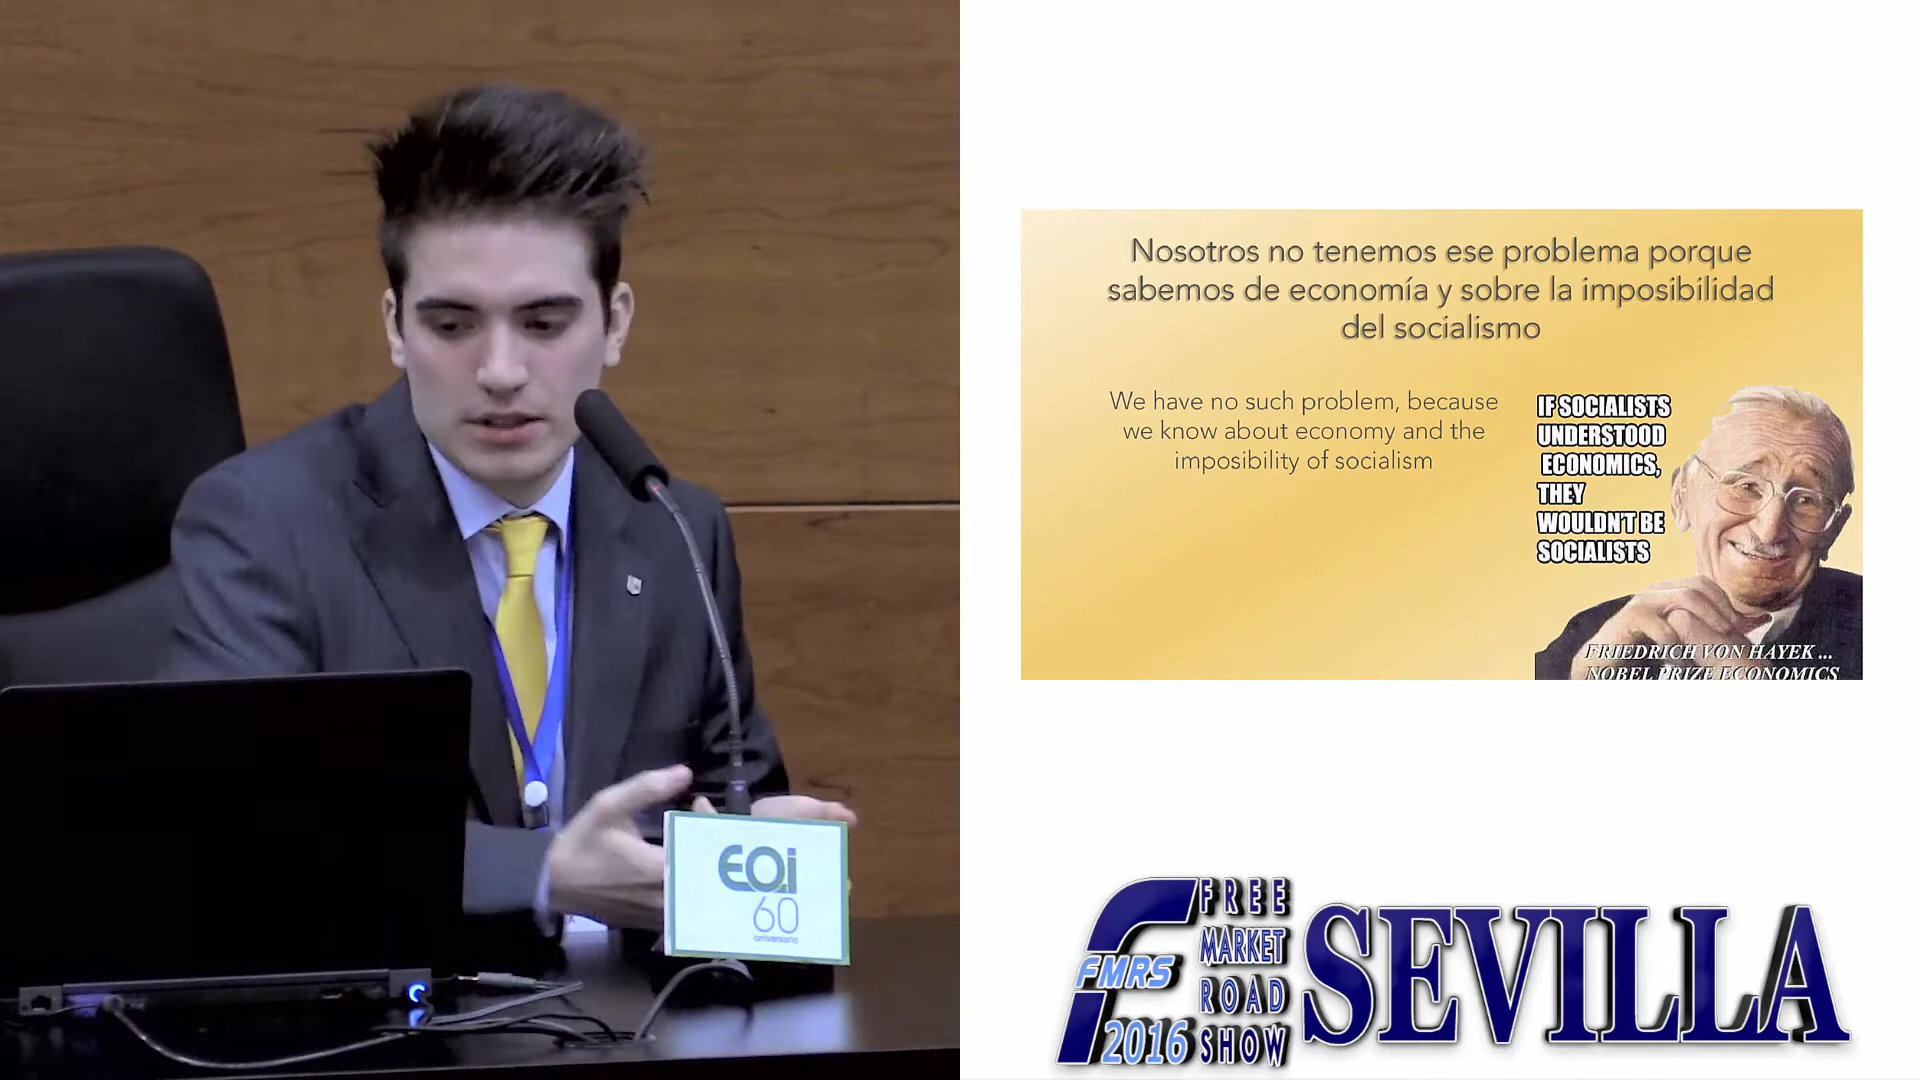 EOi
60
aniversario
Nosotros no tenemos ese problema porque
sabemos de economía y sobre la imposibilidad
del socialismo
We have no such problem, because
we know about economy and the
imposibility of socialism
IF SOCIALISTS
UNDERSTOOD
ECONOMICS,
THEY
WOULDN'T BE
SOCIALISTS
FRIEDRICH VON HAYEK ...
NOBEL PRIZE ECONOMICS
FMRS
2016
FREE
MARKET
ROAD
SHOW
SEVILLA